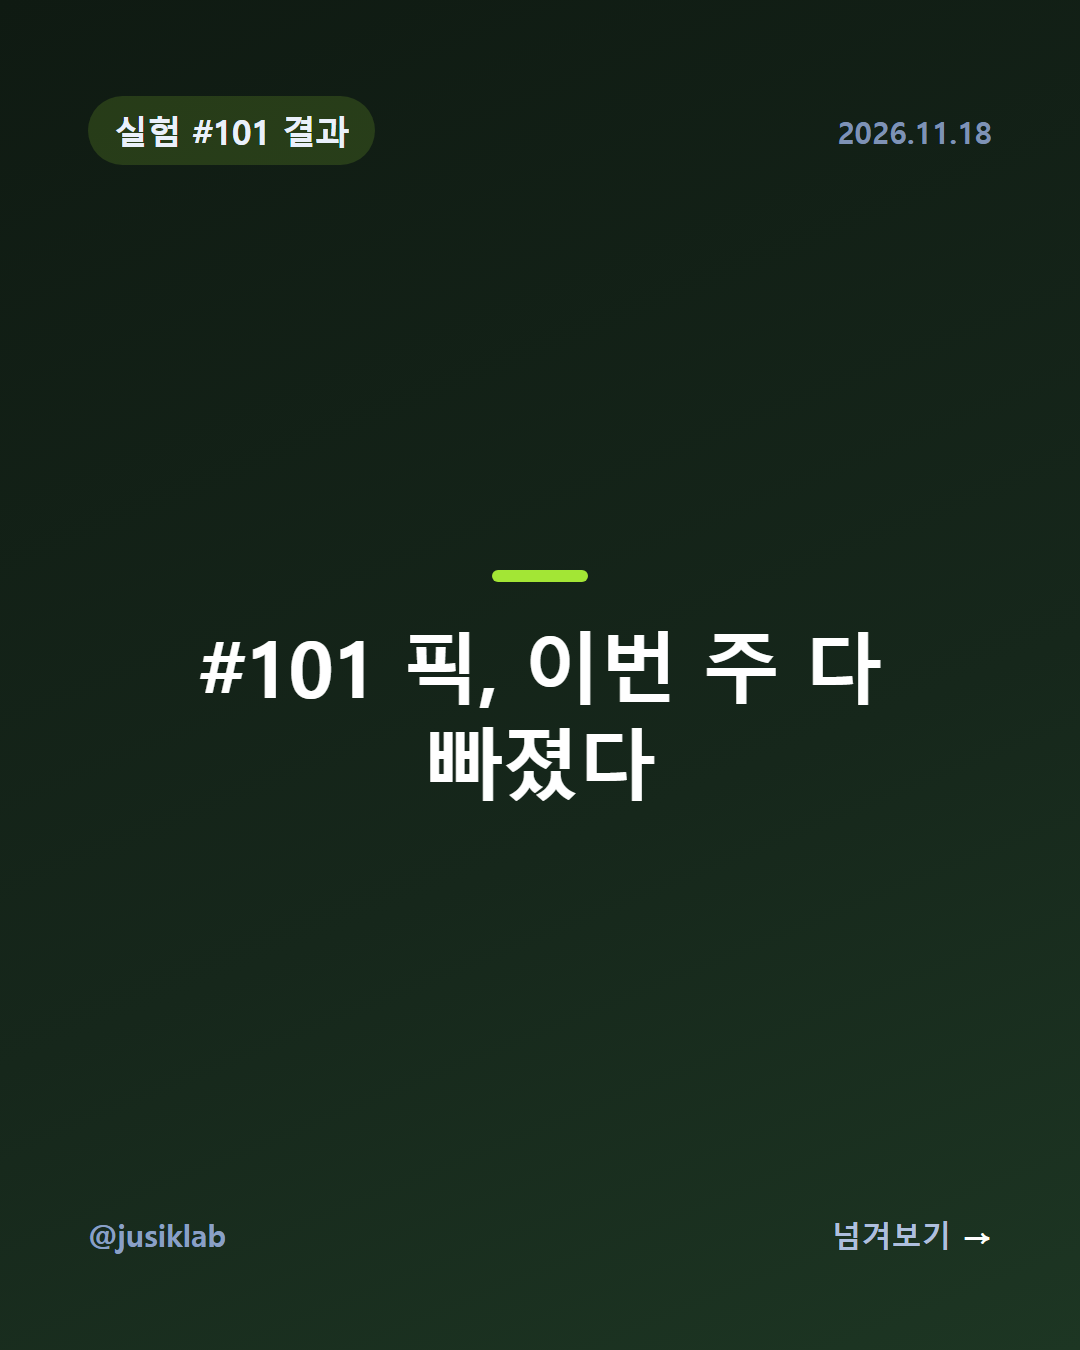 실험 #101 결과
2026.11.18
#101 픽, 이번 주 다
빠졌다
@jusiklab
넘겨보기 →